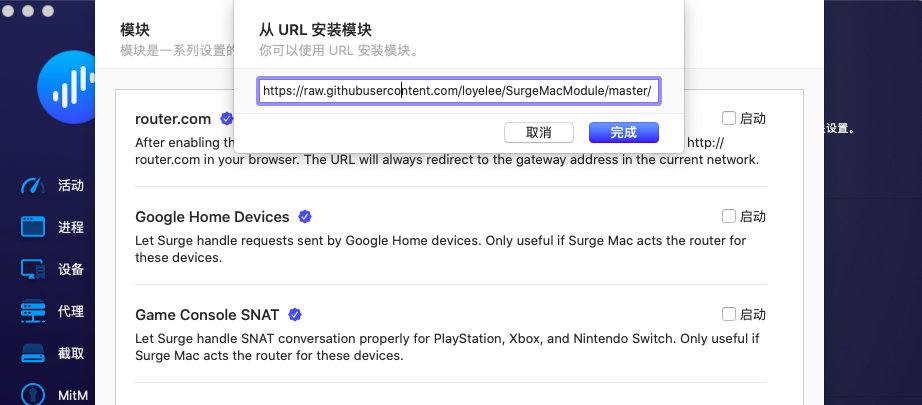 模块
模块是一系列设置的
从 URL 安装模块
你可以使用 URL 安装模块。
https://raw.githubusercontent.com/loyelee/SurgeMacModule/master/
取消
完成
router.com
启动
After enabling th
http://
router.com in your browser. The URL will always redirect to the gateway address in the current network.
设置。
Google Home Devices
启动
Let Surge handle requests sent by Google Home devices. Only useful if Surge Mac acts the router for
these devices.
Game Console SNAT
启动
Let Surge handle SNAT conversation properly for PlayStation, Xbox, and Nintendo Switch. Only useful if
Surge Mac acts the router for these devices.
活动
进程
设备
代理
截取
MitM